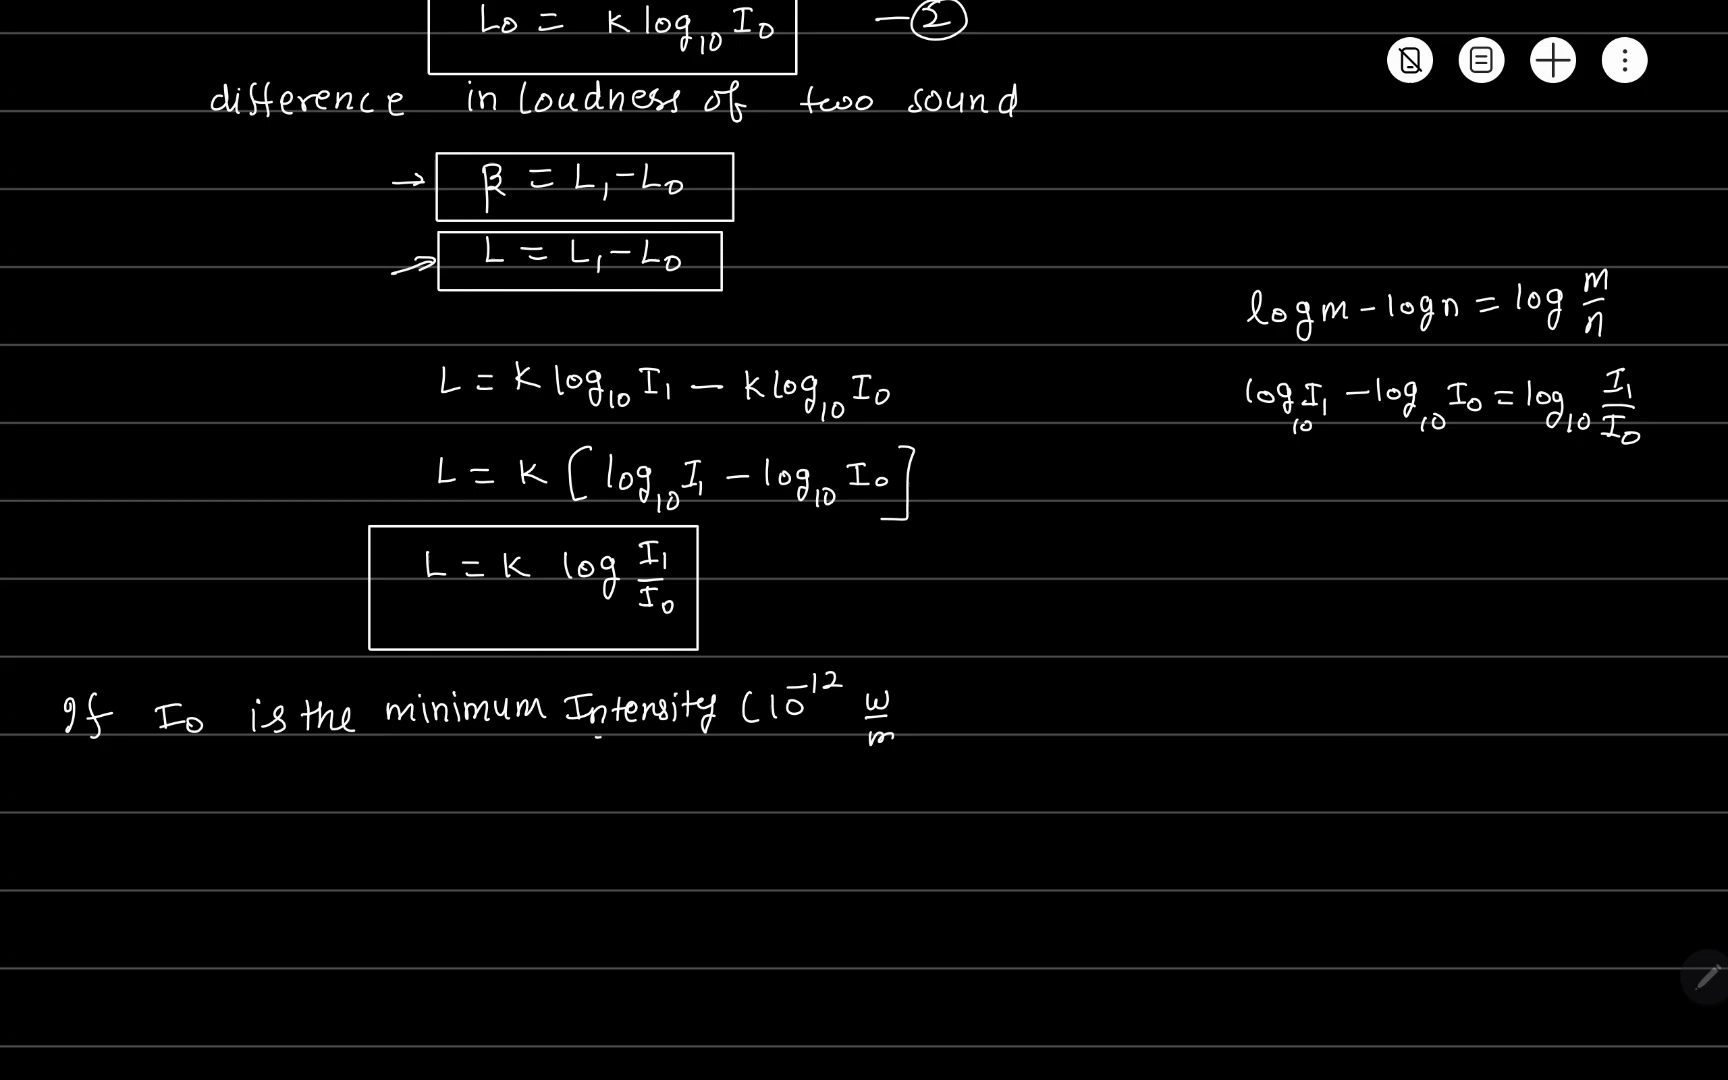 L0 = K log10 I0 — 2
difference in Loudness of two sound
→ β = L1 - L0
→ L = L1 - L0
log m - log n = log m/n
L = K log10 I1 - K log10 I0
log10 I1 - log10 I0 = log10 I1/I0
L = K [ log10 I1 - log10 I0 ]
L = K log I1/I0
If I0 is the minimum Intensity (10^-12 w/m